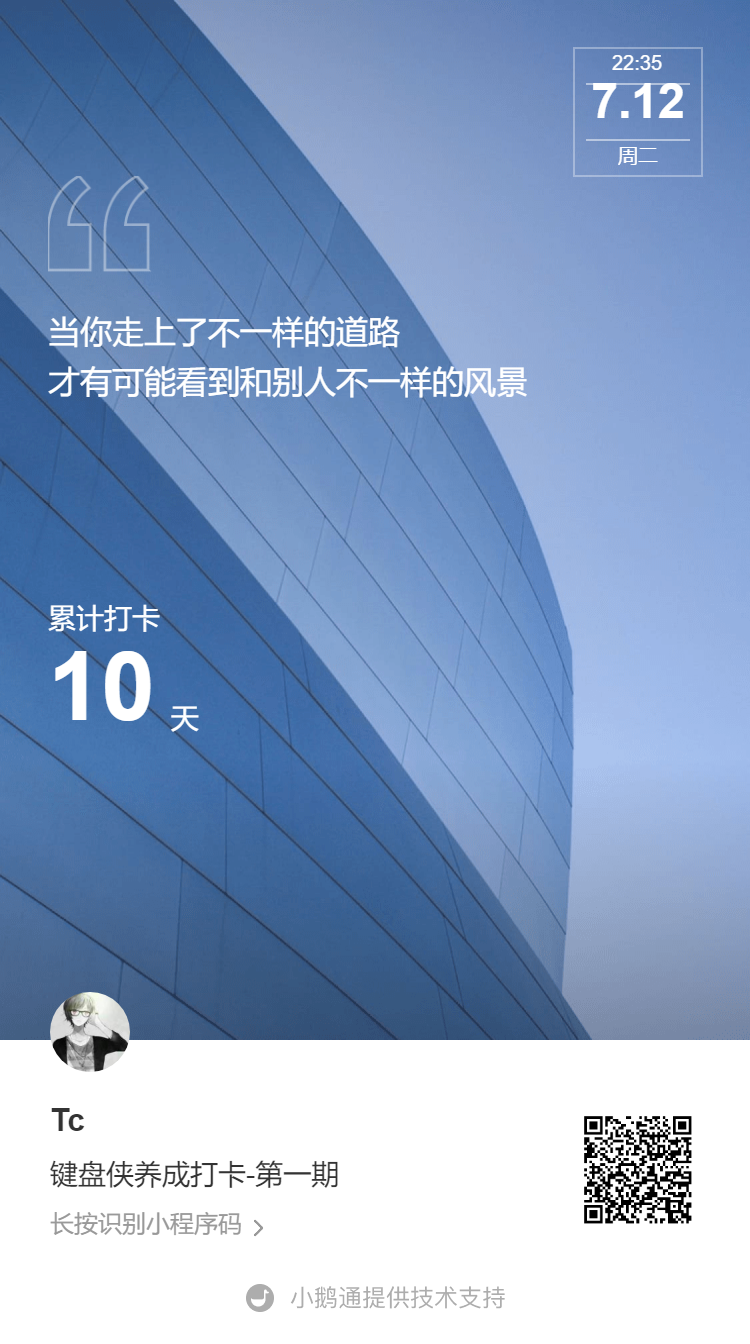 22:35
7.12
周二
当你走上了不一样的道路
才有可能看到和别人不一样的风景
累计打卡
10 天
Tc
键盘侠养成打卡-第一期
长按识别小程序码
小鹅通提供技术支持